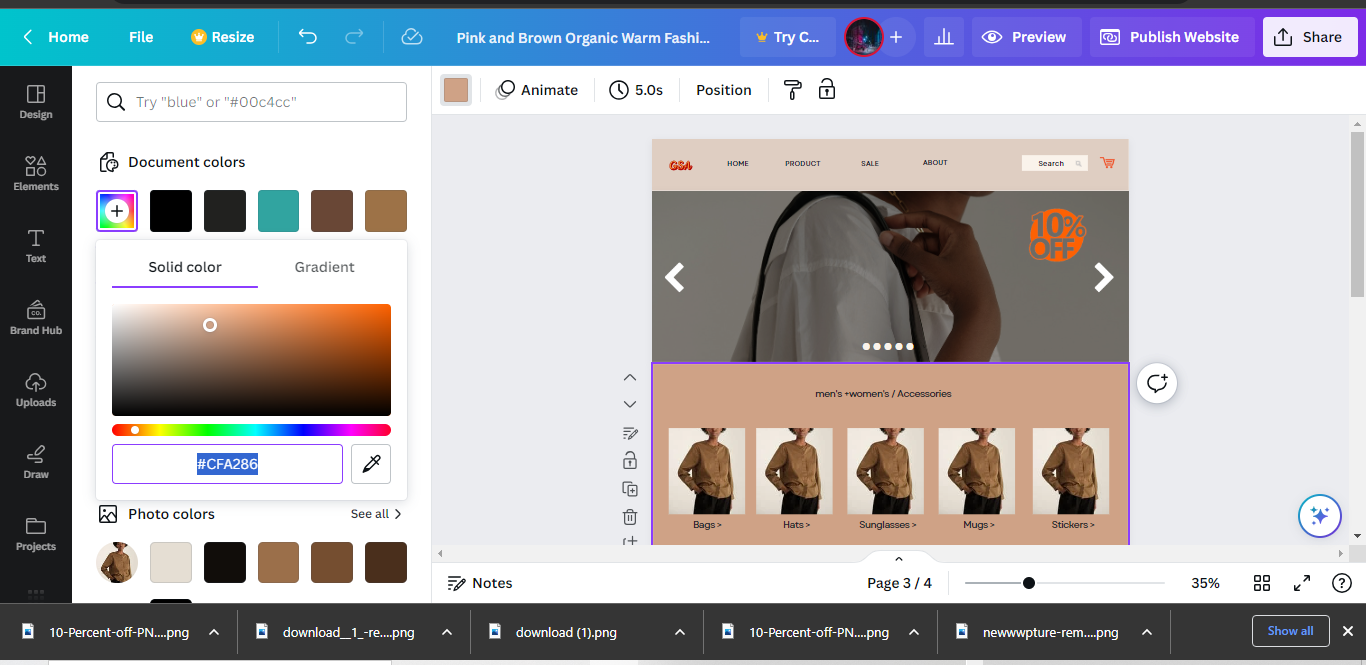 Home File Resize Pink and Brown Organic Warm Fashi... Try C... Preview Publish Website Share
Design
Elements
Text
Brand Hub
CO.
Uploads
Draw
Projects
Try "blue" or "#00c4cc"
Document colors
Solid color Gradient
#CFA286
Photo colors See all
Animate 5.0s Position
GSA HOME PRODUCT SALE ABOUT Search
10%
OFF
men's +women's / Accessories
Bags > Hats > Sunglasses > Mugs > Stickers >
Notes Page 3 / 4 35%
10-Percent-off-PN....png download__1_-re....png download (1).png 10-Percent-off-PN....png newwwpture-rem....png Show all